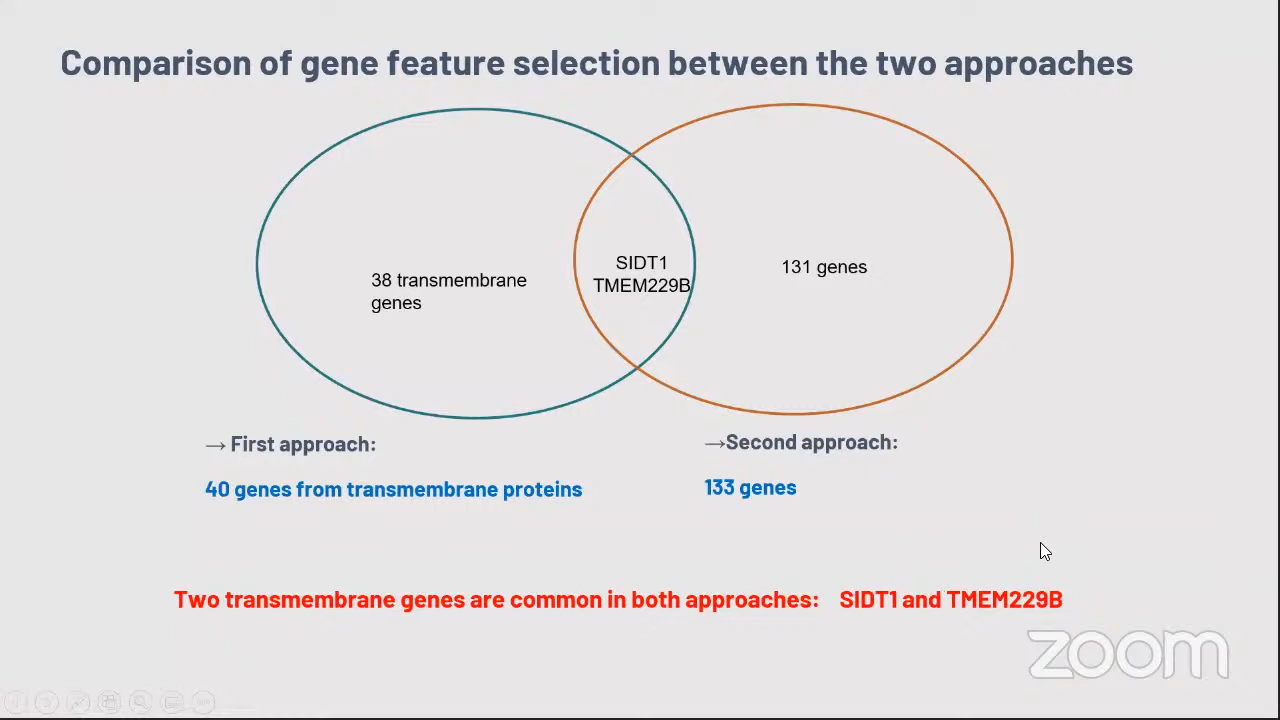 Comparison of gene feature selection between the two approaches
38 transmembrane
genes
SIDT1
TMEM229B
131 genes
→ First approach:
40 genes from transmembrane proteins
→Second approach:
133 genes
Two transmembrane genes are common in both approaches: SIDT1 and TMEM229B
zoom